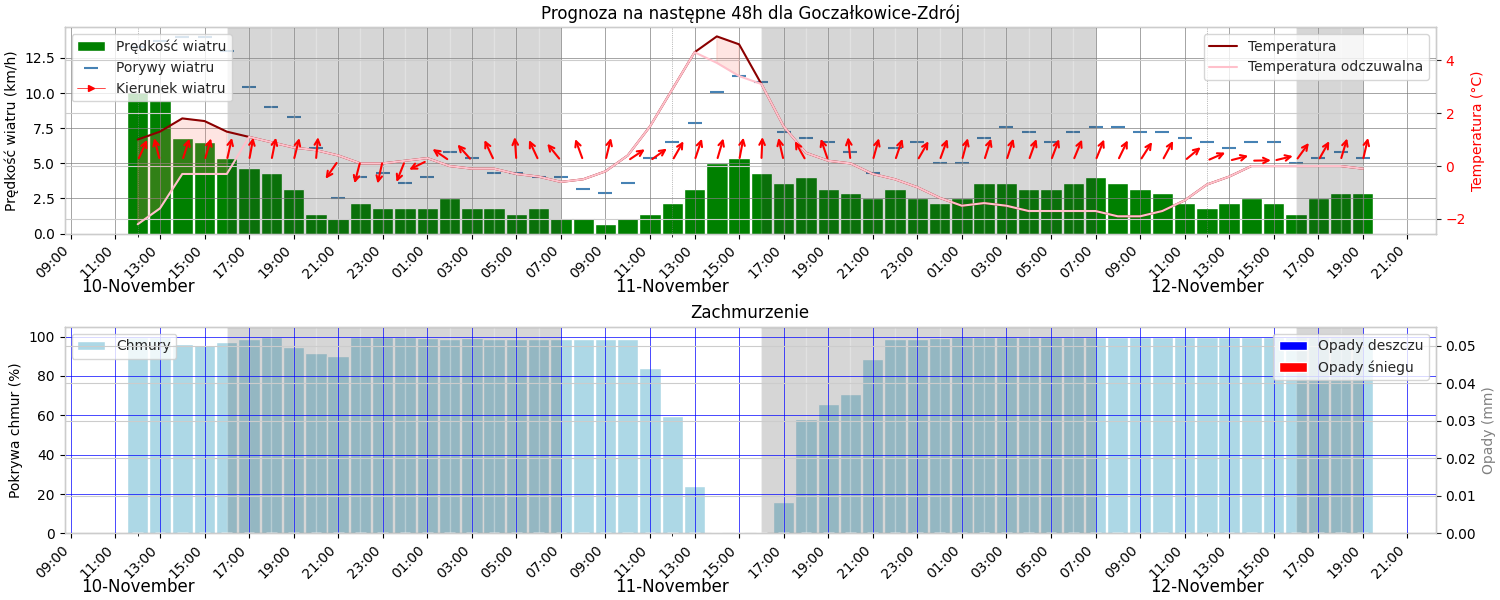 Prognoza na następne 48h dla Goczałkowice-Zdrój
Prędkość wiatru (km/h)
12.5
10.0
7.5
5.0
2.5
0.0
Prędkość wiatru
Porywy wiatru
Kierunek wiatru
Temperatura
Temperatura odczuwalna
4
2
0
−2
Temperatura (°C)
09:00 11:00 13:00 15:00 17:00 19:00 21:00 23:00 01:00 03:00 05:00 07:00 09:00 11:00 13:00 15:00 17:00 19:00 21:00 23:00 01:00 03:00 05:00 07:00 09:00 11:00 13:00 15:00 17:00 19:00 21:00
10-November 11-November 12-November
Zachmurzenie
Pokrywa chmur (%)
100
80
60
40
20
0
Chmury
Opady deszczu
Opady śniegu
0.05
0.04
0.03
0.02
0.01
0.00
Opady (mm)
09:00 11:00 13:00 15:00 17:00 19:00 21:00 23:00 01:00 03:00 05:00 07:00 09:00 11:00 13:00 15:00 17:00 19:00 21:00 23:00 01:00 03:00 05:00 07:00 09:00 11:00 13:00 15:00 17:00 19:00 21:00
10-November 11-November 12-November